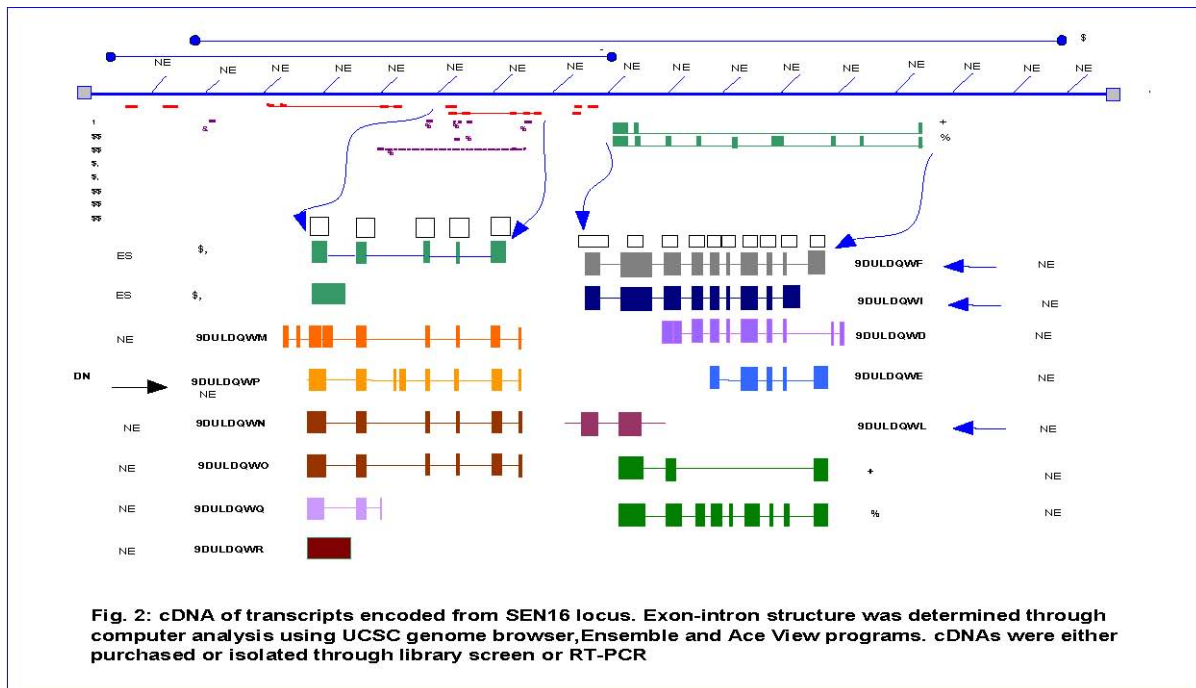 $
-
NE NE NE NE NE NE NE NE NE NE NE NE NE NE NE NE
1
&
%
%
%
%
%
+
%
$$
$$
$,
$,
$$
$$
$$
ES $,
9DULDQWF NE
ES $,
9DULDQWI NE
NE 9DULDQWM
9DULDQWD NE
DN 9DULDQWP
NE
9DULDQWE NE
NE 9DULDQWN
9DULDQWL NE
NE 9DULDQWO
+ NE
NE 9DULDQWQ
% NE
NE 9DULDQWR
Fig. 2: cDNA of transcripts encoded from SEN16 locus. Exon-intron structure was determined through
computer analysis using UCSC genome browser,Ensemble and Ace View programs. cDNAs were either
purchased or isolated through library screen or RT-PCR